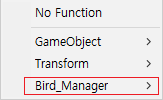 No Function
GameObject
Transform
Bird_Manager